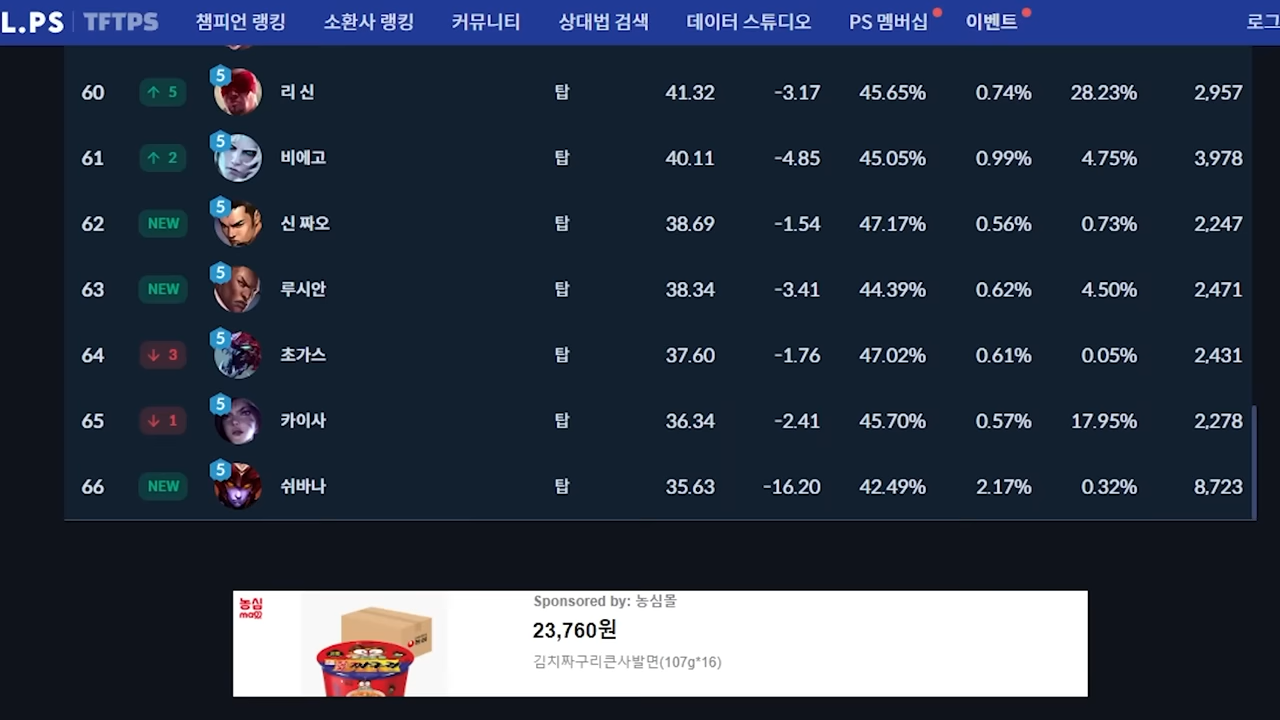 L.PS TFTPS 챔피언 랭킹 소환사 랭킹 커뮤니티 상대법 검색 데이터 스튜디오 PS 멤버십 이벤트 로그
60 ↑ 5 5 리 신 탑 41.32 -3.17 45.65% 0.74% 28.23% 2,957
61 ↑ 2 5 비에고 탑 40.11 -4.85 45.05% 0.99% 4.75% 3,978
62 NEW 5 신 짜오 탑 38.69 -1.54 47.17% 0.56% 0.73% 2,247
63 NEW 5 루시안 탑 38.34 -3.41 44.39% 0.62% 4.50% 2,471
64 ↓ 3 5 초가스 탑 37.60 -1.76 47.02% 0.61% 0.05% 2,431
65 ↓ 1 5 카이사 탑 36.34 -2.41 45.70% 0.57% 17.95% 2,278
66 NEW 5 쉬바나 탑 35.63 -16.20 42.49% 2.17% 0.32% 8,723
농심
Sponsored by: 농심몰
23,760원
김치짜구리큰사발면(107g*16)
짜구리